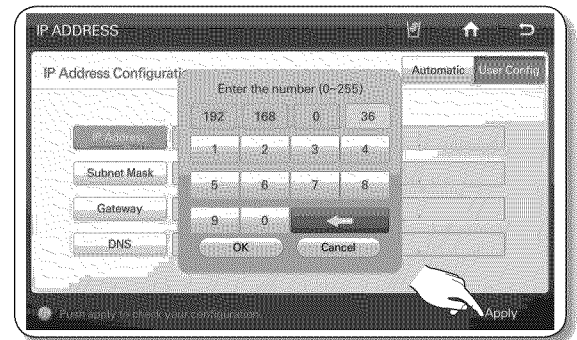 IP ADDRESS
IP Address Configurati
Automatic User Config
Enter the number (0~255)
192 168 0 36
IP Address
1 2 3 4
Subnet Mask
5 6 7 8
Gateway
9 0
DNS
OK Cancel
Push apply to check your configuration.
Apply